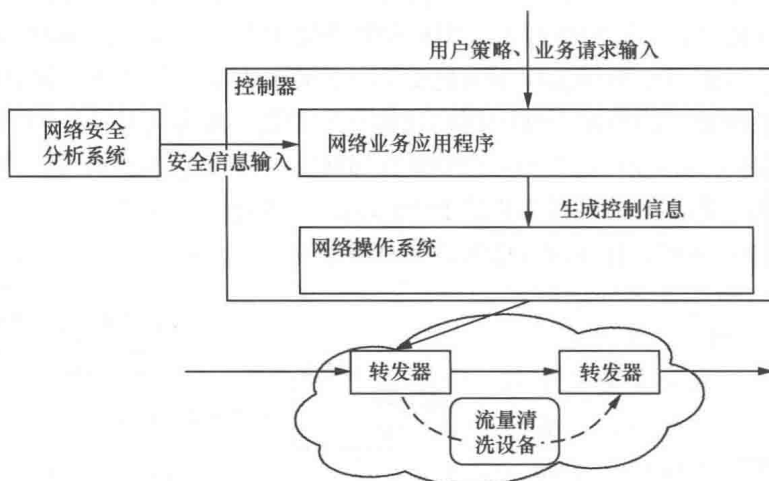 用户策略、业务请求输入
控制器
网络安全
分析系统
安全信息输入
网络业务应用程序
生成控制信息
网络操作系统
转发器
转发器
流量清
洗设备